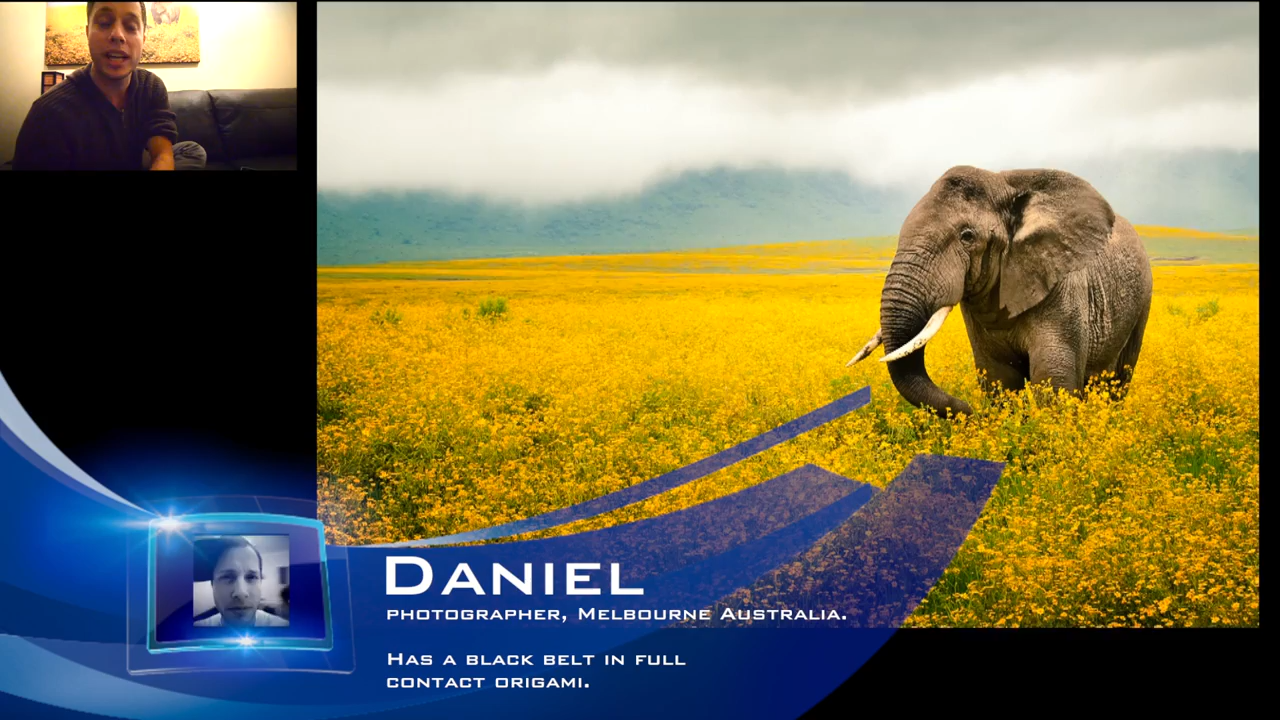 Daniel
photographer, Melbourne Australia.
Has a black belt in full
contact origami.